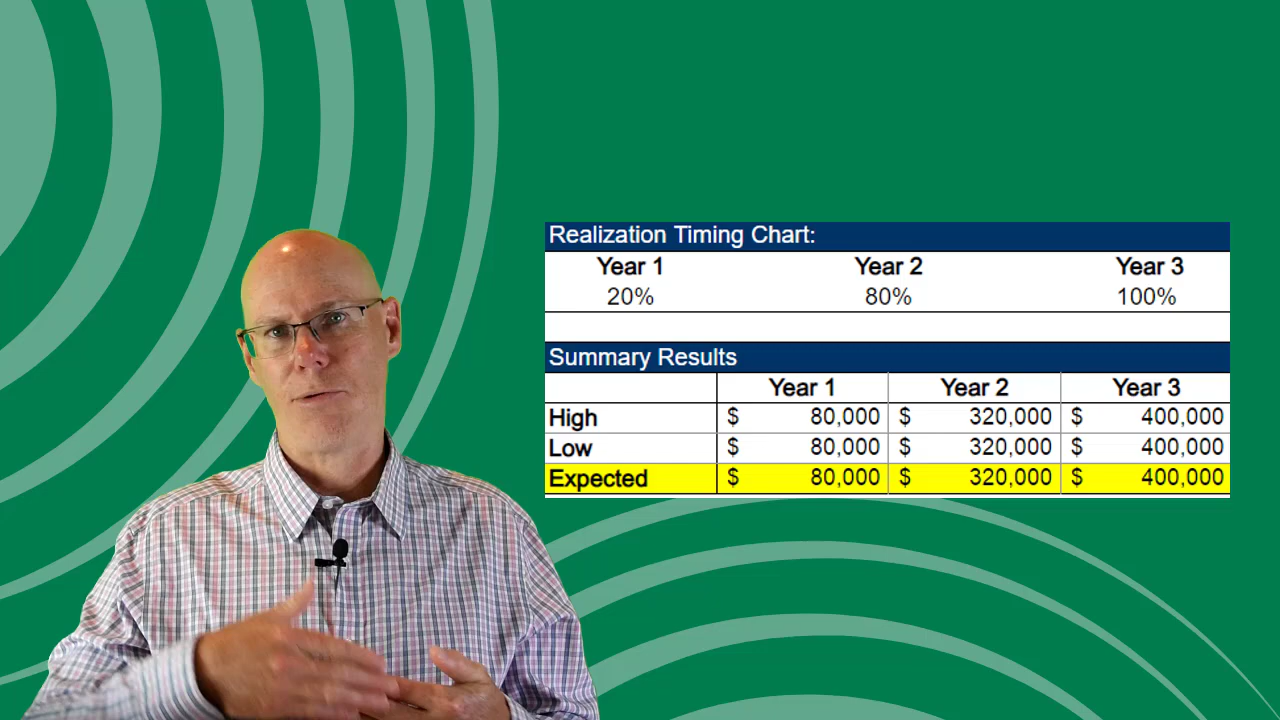 Realization Timing Chart:
Year 1 Year 2 Year 3
20% 80% 100%
Summary Results
Year 1 Year 2 Year 3
High $ 80,000 $ 320,000 $ 400,000
Low $ 80,000 $ 320,000 $ 400,000
Expected $ 80,000 $ 320,000 $ 400,000